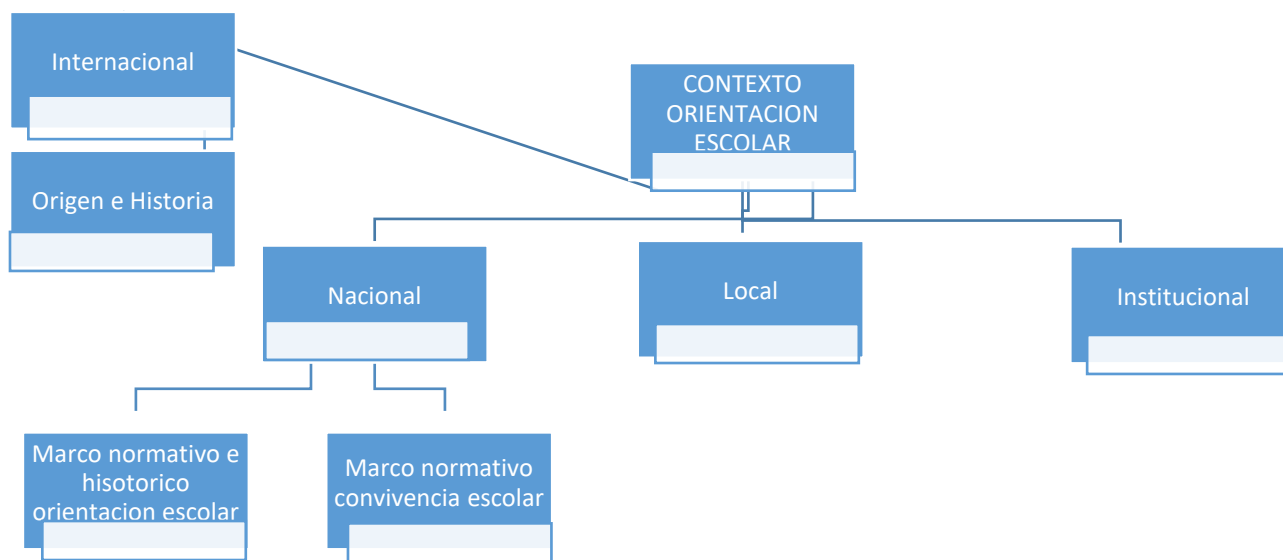 Internacional
CONTEXTO
ORIENTACION
ESCOLAR
Origen e Historia
Nacional
Local
Institucional
Marco normativo e
hisotorico
orientacion escolar
Marco normativo
convivencia escolar